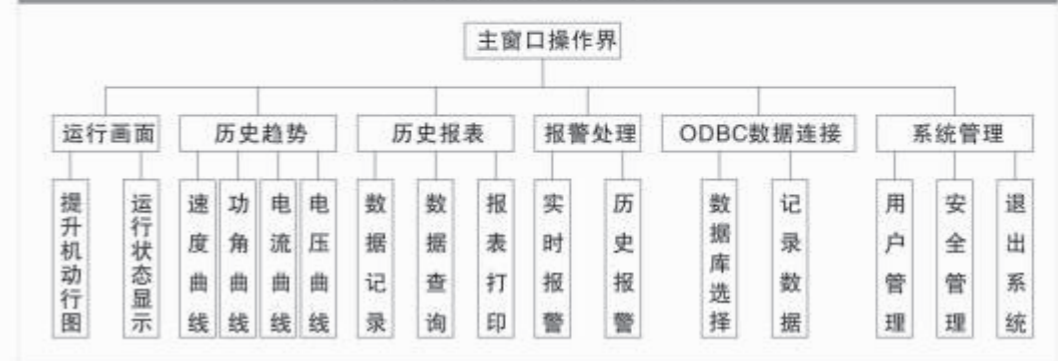 主窗口操作界
运行画面
历史趋势
历史报表
报警处理
ODBC数据连接
系统管理
提升机动行图
运行状态显示
速度曲线
功角曲线
电流曲线
电压曲线
数据记录
数据查询
报表打印
实时报警
历史报警
数据库选择
记录数据
用户管理
安全管理
退出系统